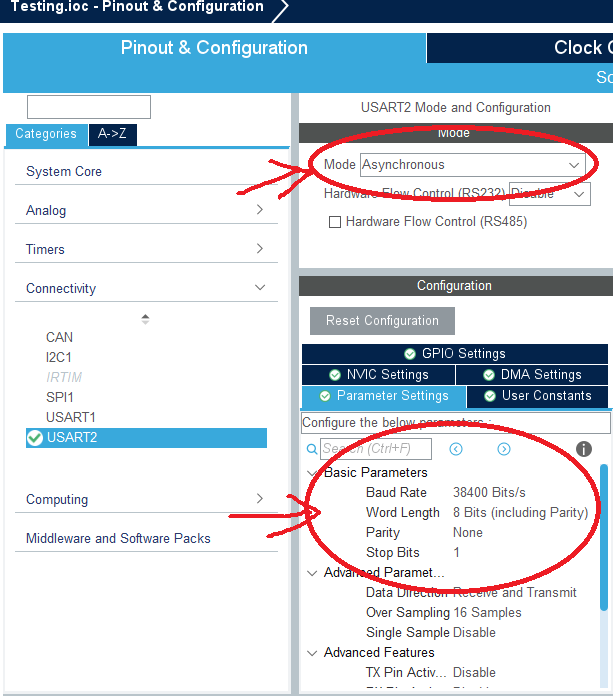 Testing.ioc - Pinout & Configuration
Pinout & Configuration
Clock C
So
Categories
A->Z
System Core
Analog
Timers
Connectivity
CAN
I2C1
IRTIM
SPI1
USART1
USART2
Computing
Middleware and Software Packs
USART2 Mode and Configuration
Mode
Mode Asynchronous
Hardware Flow Control (RS232) Disable
Hardware Flow Control (RS485)
Configuration
Reset Configuration
GPIO Settings
NVIC Settings
DMA Settings
Parameter Settings
User Constants
Configure the below parameters :
Search (Ctrl+F)
Basic Parameters
Baud Rate 38400 Bits/s
Word Length 8 Bits (including Parity)
Parity None
Stop Bits 1
Advanced Paramet...
Data Direction Receive and Transmit
Over Sampling 16 Samples
Single Sample Disable
Advanced Features
TX Pin Activ... Disable